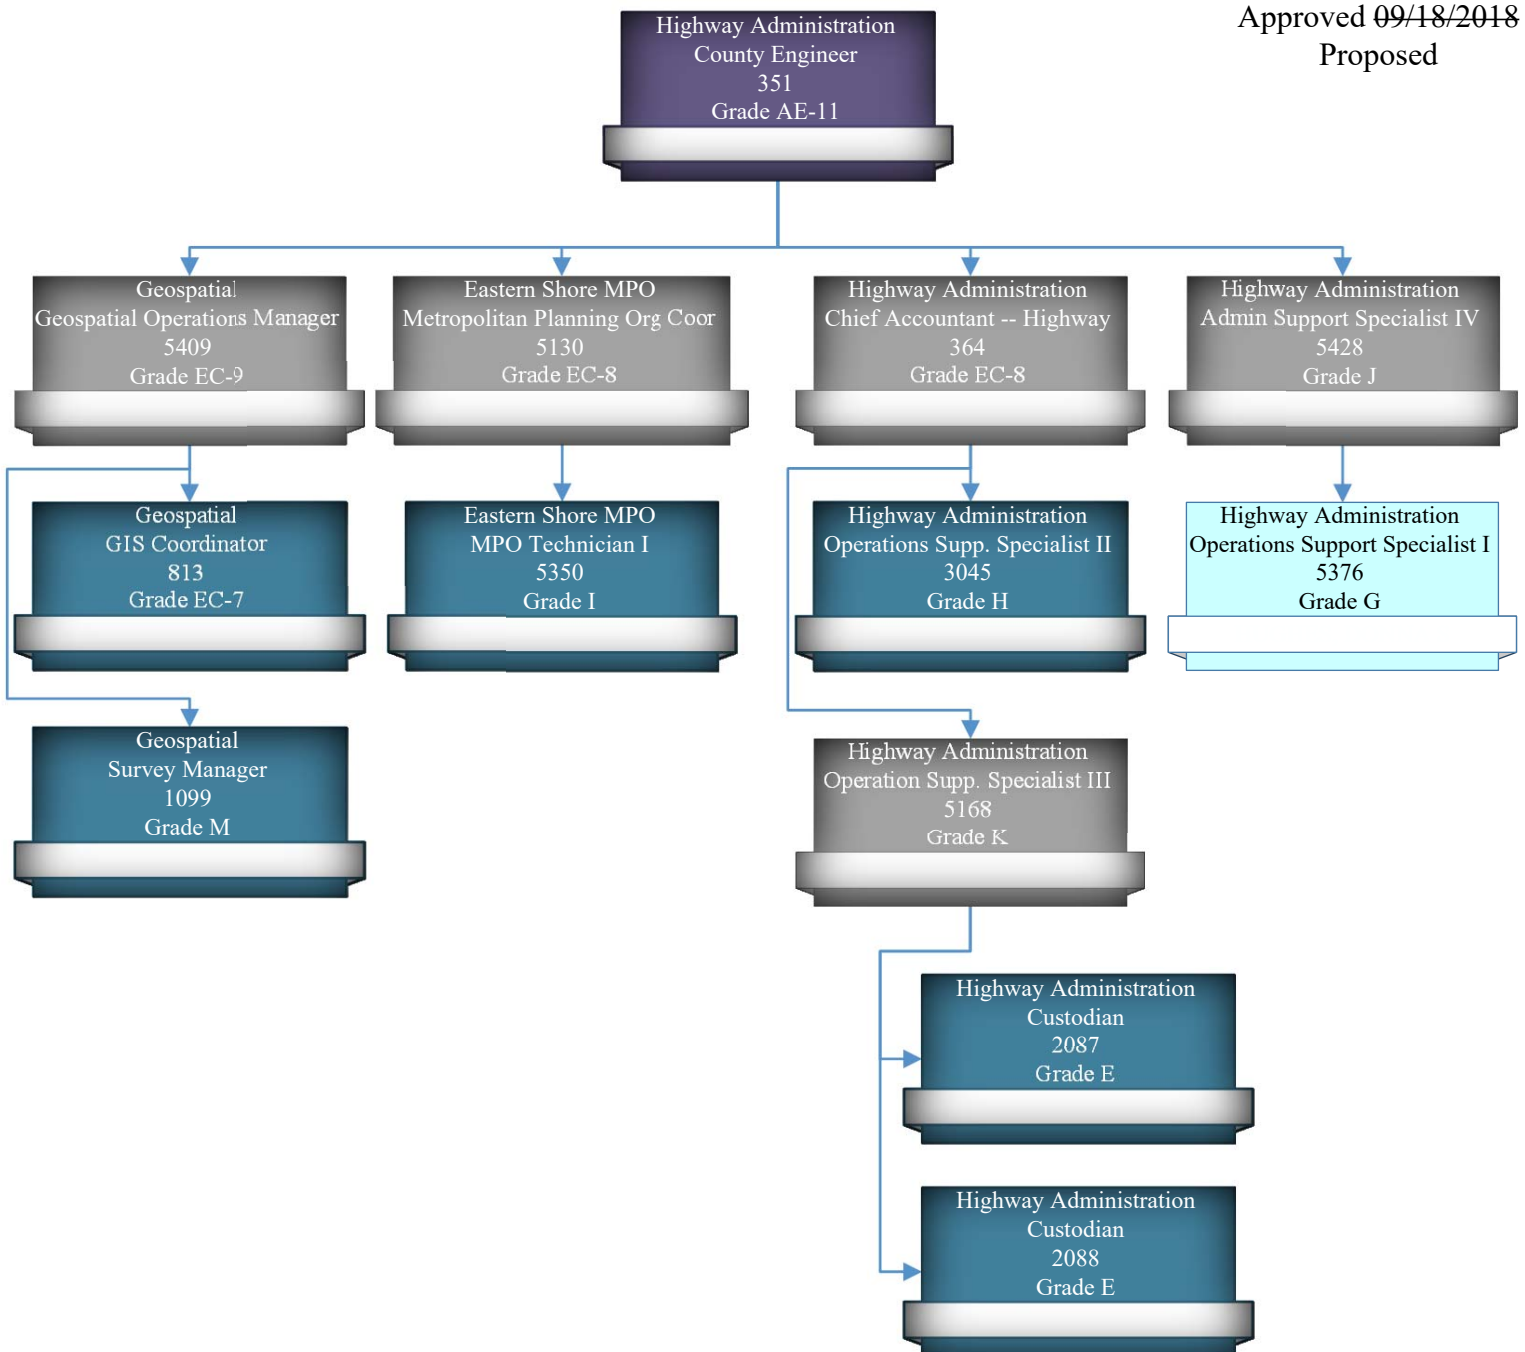 Approved 09/18/2018
Proposed
Highway Administration
County Engineer
351
Grade AE-11
Geospatial
Geospatial Operations Manager
5409
Grade EC-9
Eastern Shore MPO
Metropolitan Planning Org Coor
5130
Grade EC-8
Highway Administration
Chief Accountant -- Highway
364
Grade EC-8
Highway Administration
Admin Support Specialist IV
5428
Grade J
Geospatial
GIS Coordinator
813
Grade EC-7
Eastern Shore MPO
MPO Technician I
5350
Grade I
Highway Administration
Operations Supp. Specialist II
3045
Grade H
Highway Administration
Operations Support Specialist I
5376
Grade G
Geospatial
Survey Manager
1099
Grade M
Highway Administration
Operation Supp. Specialist III
5168
Grade K
Highway Administration
Custodian
2087
Grade E
Highway Administration
Custodian
2088
Grade E